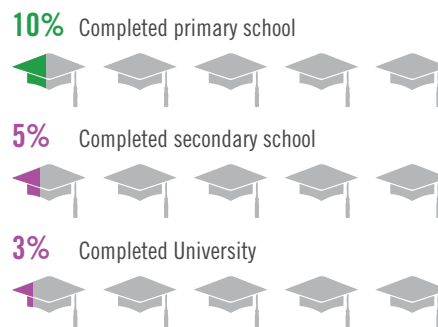 10% Completed primary school
5% Completed secondary school
3% Completed University